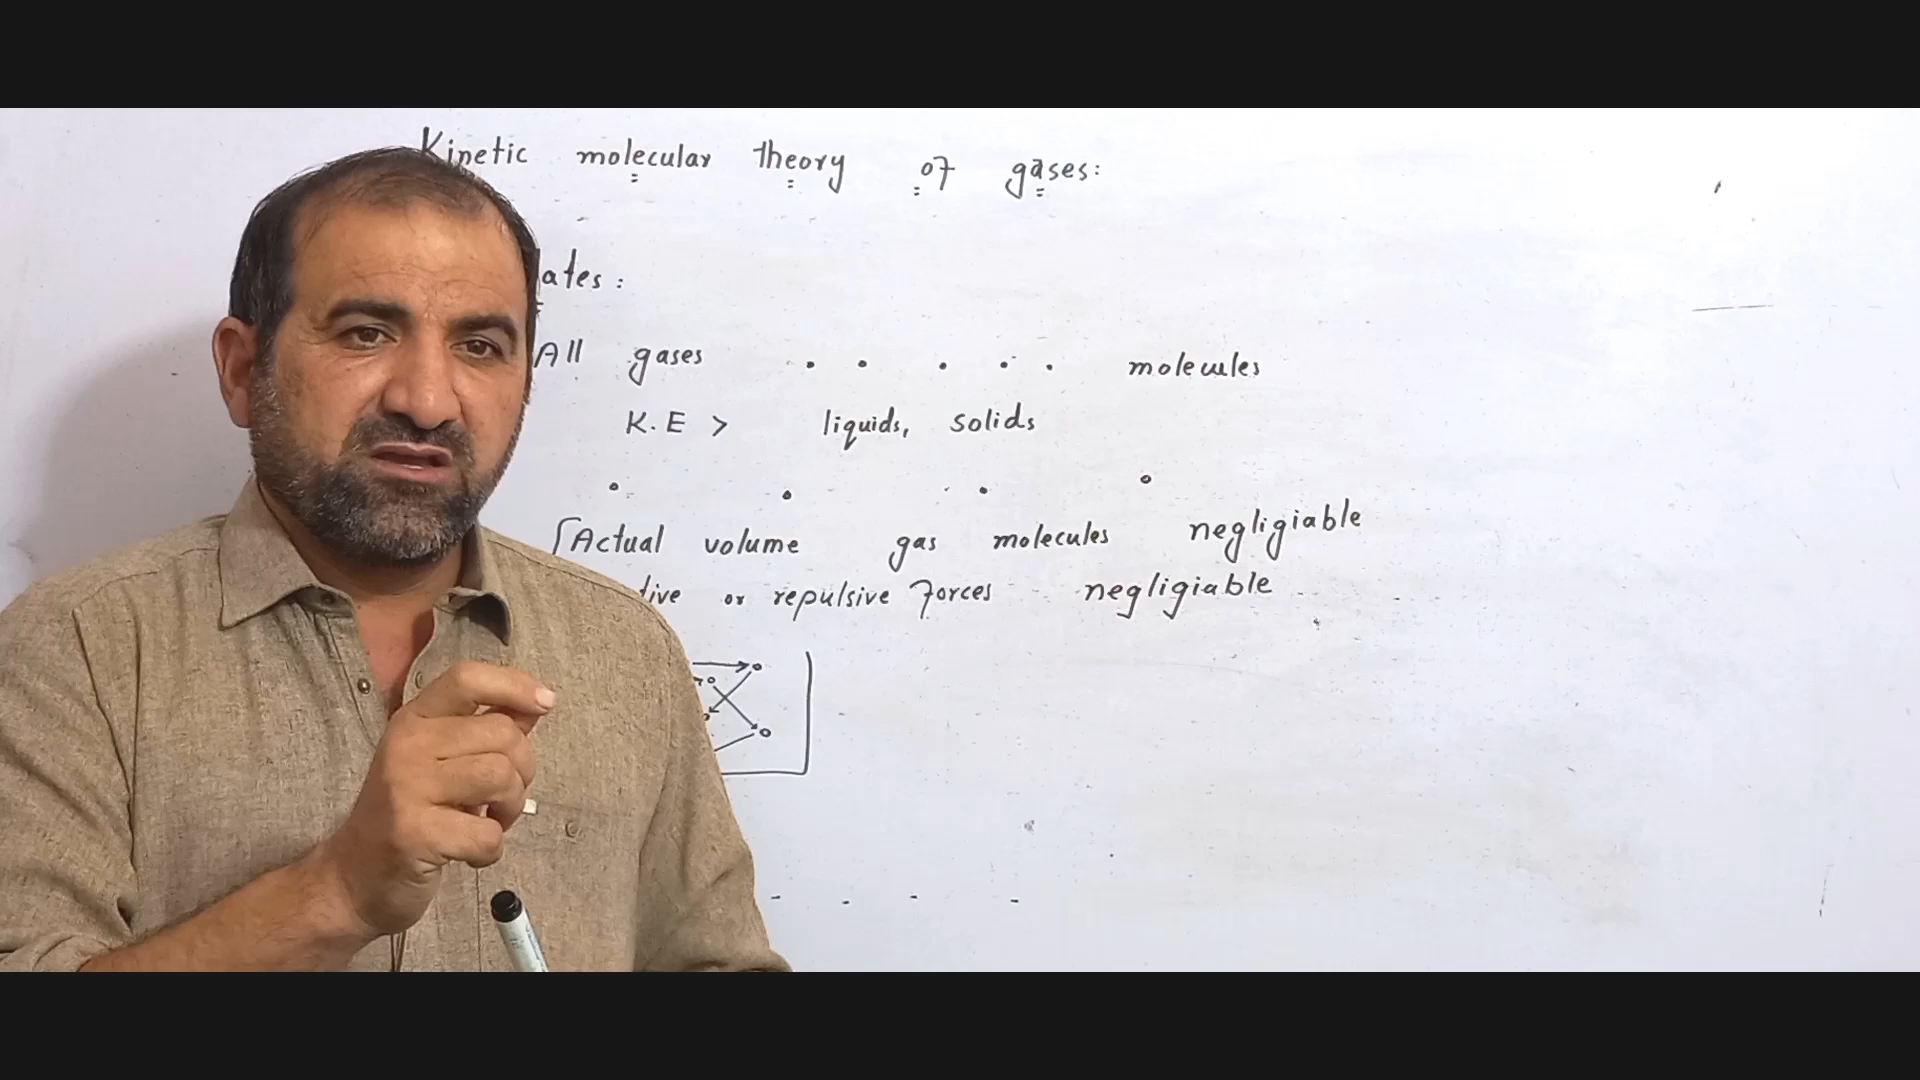 Kinetic molecular theory of gases:
ates:
All gases . . . . . molecules
K.E > liquids, solids
Actual volume gas molecules negligiable
tive or repulsive Forces negligiable